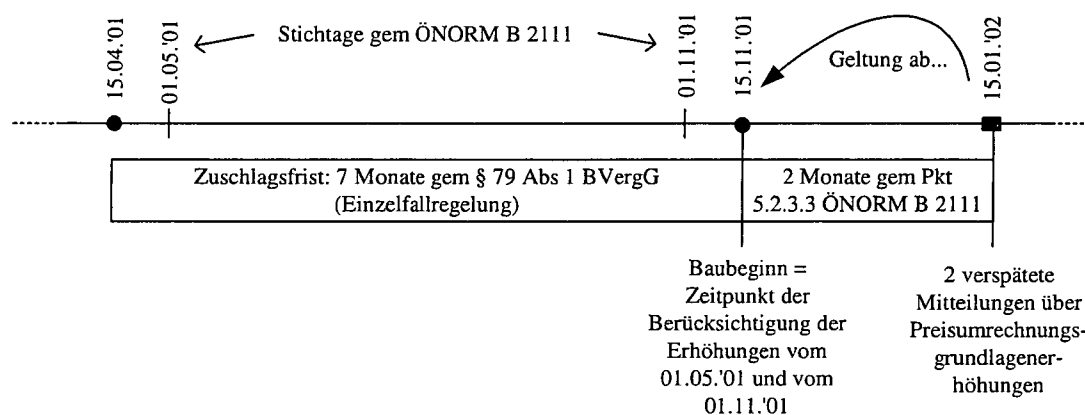 Stichtage gem ÖNORM B 2111
15.04.'01
01.05.'01
01.11.'01
15.11.'01
Geltung ab...
15.01.'02
Zuschlagsfrist: 7 Monate gem § 79 Abs 1 BVergG
(Einzelfallregelung)
2 Monate gem Pkt
5.2.3.3 ÖNORM B 2111
Baubeginn =
Zeitpunkt der
Berücksichtigung der
Erhöhungen vom
01.05.'01 und vom
01.11.'01
2 verspätete
Mitteilungen über
Preisumrechnungs-
grundlagener-
höhungen